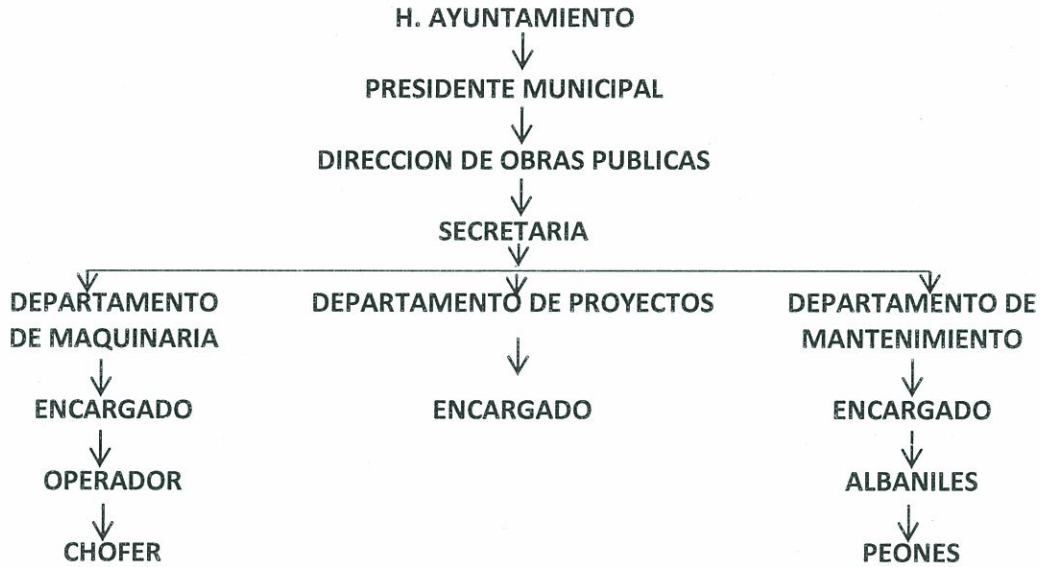 H. AYUNTAMIENTO
PRESIDENTE MUNICIPAL
DIRECCION DE OBRAS PUBLICAS
SECRETARIA
DEPARTAMENTO
DE MAQUINARIA
DEPARTAMENTO DE PROYECTOS
DEPARTAMENTO DE
MANTENIMIENTO
ENCARGADO
ENCARGADO
ENCARGADO
OPERADOR
ALBANILES
CHOFER
PEONES